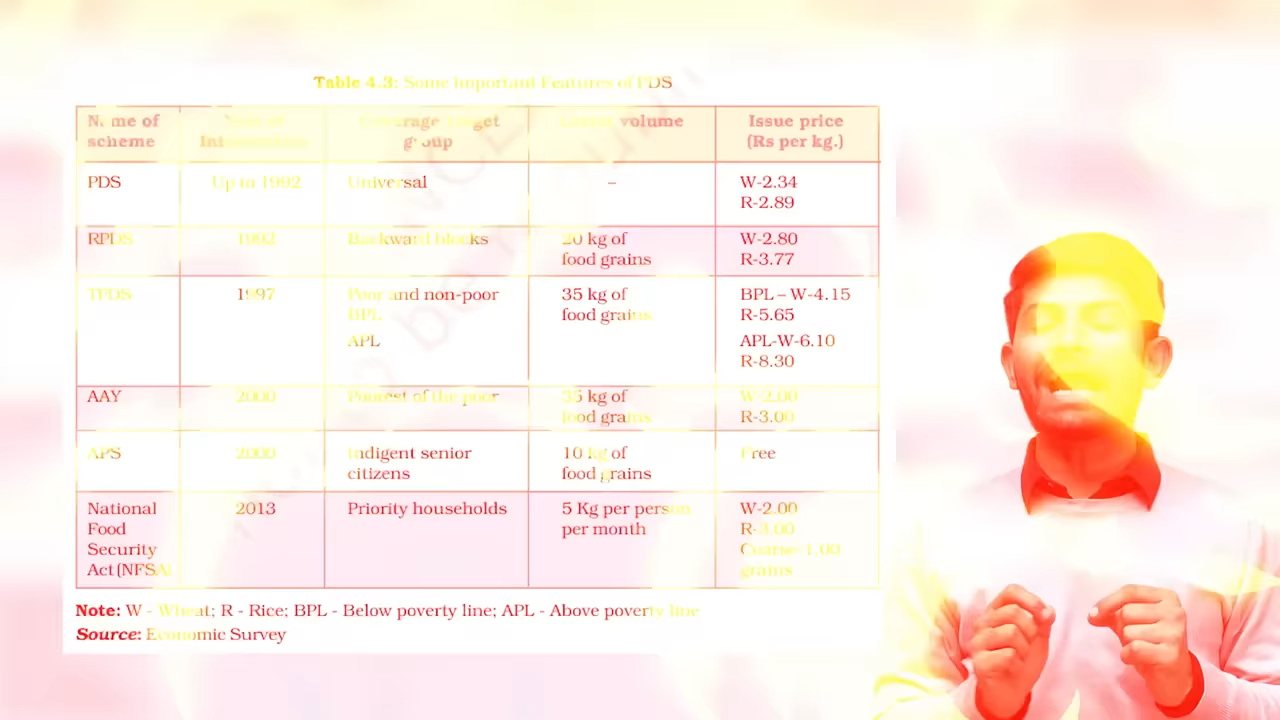 Table 4.3: Some Important Features of PDS
Name of scheme
Year of
Coverage target group
volume
Issue price (Rs per kg.)
PDS
Up to 1992
Universal
–
W-2.34
R-2.89
RPDS
1992
Backward blocks
20 kg of
food grains
W-2.80
R-3.77
TPDS
1997
Poor and non-poor
BPL
APL
35 kg of
food grains
BPL – W-4.15
R-5.65
APL-W-6.10
R-8.30
AAY
2000
Poorest of the poor
35 kg of
food grains
W-2.00
R-3.00
APS
2000
Indigent senior
citizens
10 kg of
food grains
Free
National
Food
Security
Act (NFSA)
2013
Priority households
5 Kg per person
per month
W-2.00
R-3.00
Coarse-1.00
grains
Note: W - Wheat; R - Rice; BPL - Below poverty line; APL - Above poverty line
Source: Economic Survey